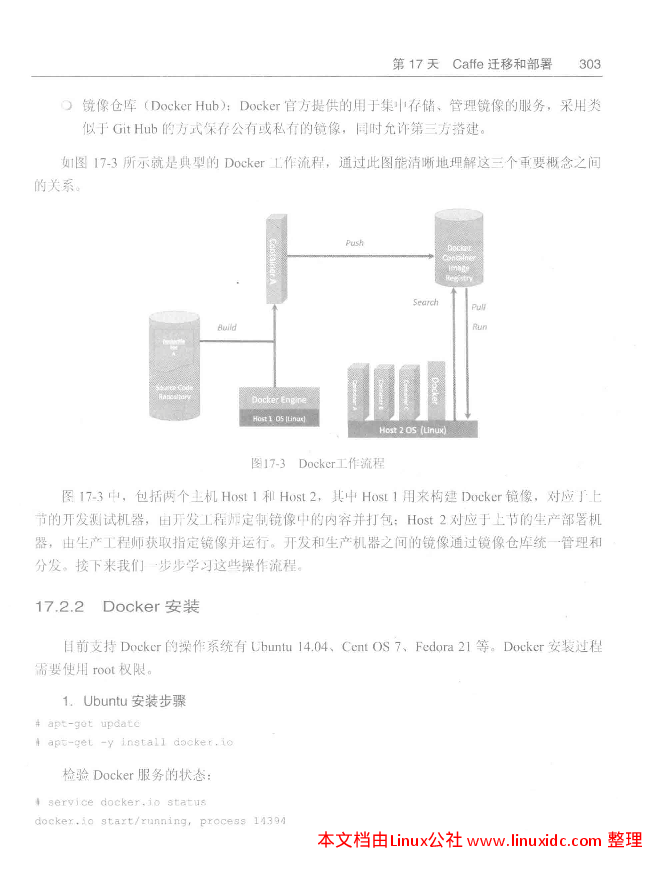 第 17 天 Caffe 迁移和部署 303
❍ 镜像仓库（Docker Hub）：Docker 官方提供的用于集中存储、管理镜像的服务，采用类
似于 Git Hub 的方式保存公有或私有的镜像，同时允许第三方搭建。
如图 17-3 所示就是典型的 Docker 工作流程，通过此图能清晰地理解这三个重要概念之间
的关系。
Container A
Push
Docker
Container
Image
Registry
Search
Pull
Run
Build
Dockerfile
For
A
Source Code
Repository
Docker Engine
Host 1 OS (Linux)
Container A
Container B
Container C
Docker
Host 2 OS (Linux)
图17-3 Docker工作流程
图 17-3 中，包括两个主机 Host 1 和 Host 2，其中 Host 1 用来构建 Docker 镜像，对应于上
节的开发测试机器，由开发工程师定制镜像中的内容并打包；Host 2 对应于上节的生产部署机
器，由生产工程师获取指定镜像并运行。开发和生产机器之间的镜像通过镜像仓库统一管理和
分发。接下来我们一步步学习这些操作流程。
17.2.2 Docker 安装
目前支持 Docker 的操作系统有 Ubuntu 14.04、Cent OS 7、Fedora 21 等。Docker 安装过程
需要使用 root 权限。
1. Ubuntu 安装步骤
# apt-get update
# apt-get -y install docker.io
检验 Docker 服务的状态：
# service docker.io status
docker.io start/running, process 14394
本文档由Linux公社 www.linuxidc.com 整理